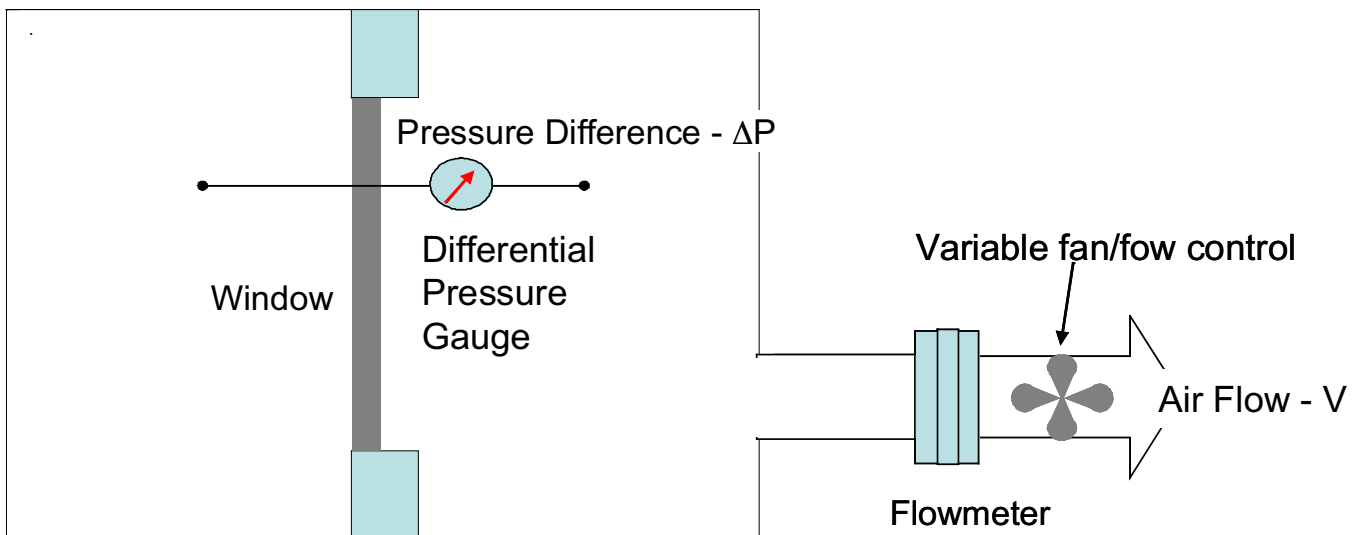 Pressure Difference - ΔP
Differential
Pressure
Gauge
Window
Variable fan/fow control
Air Flow - V
Flowmeter